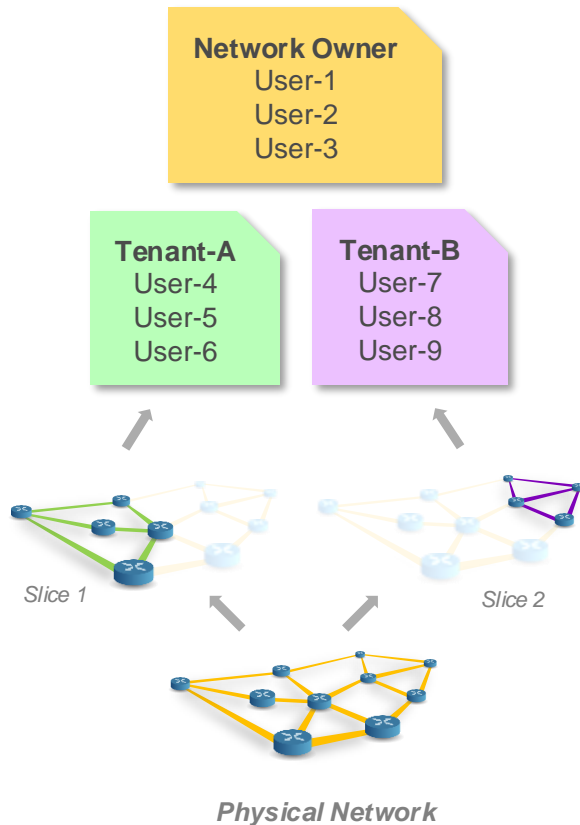 Network Owner
User-1
User-2
User-3
Tenant-A
User-4
User-5
User-6
Tenant-B
User-7
User-8
User-9
Slice 1
Slice 2
Physical Network